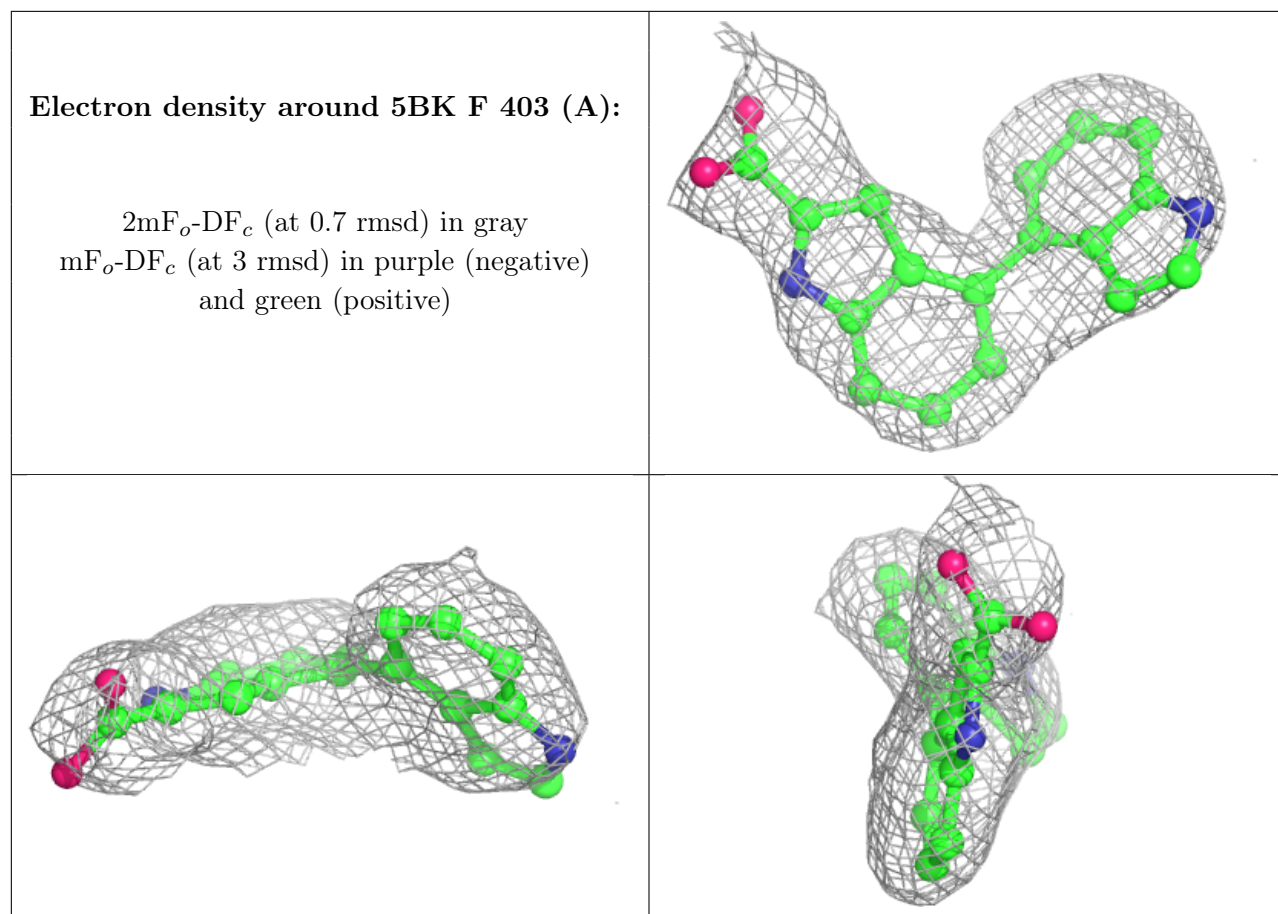 Electron density around 5BK F 403 (A):
2mFₒ-DF𝒸 (at 0.7 rmsd) in gray
mFₒ-DF𝒸 (at 3 rmsd) in purple (negative)
and green (positive)